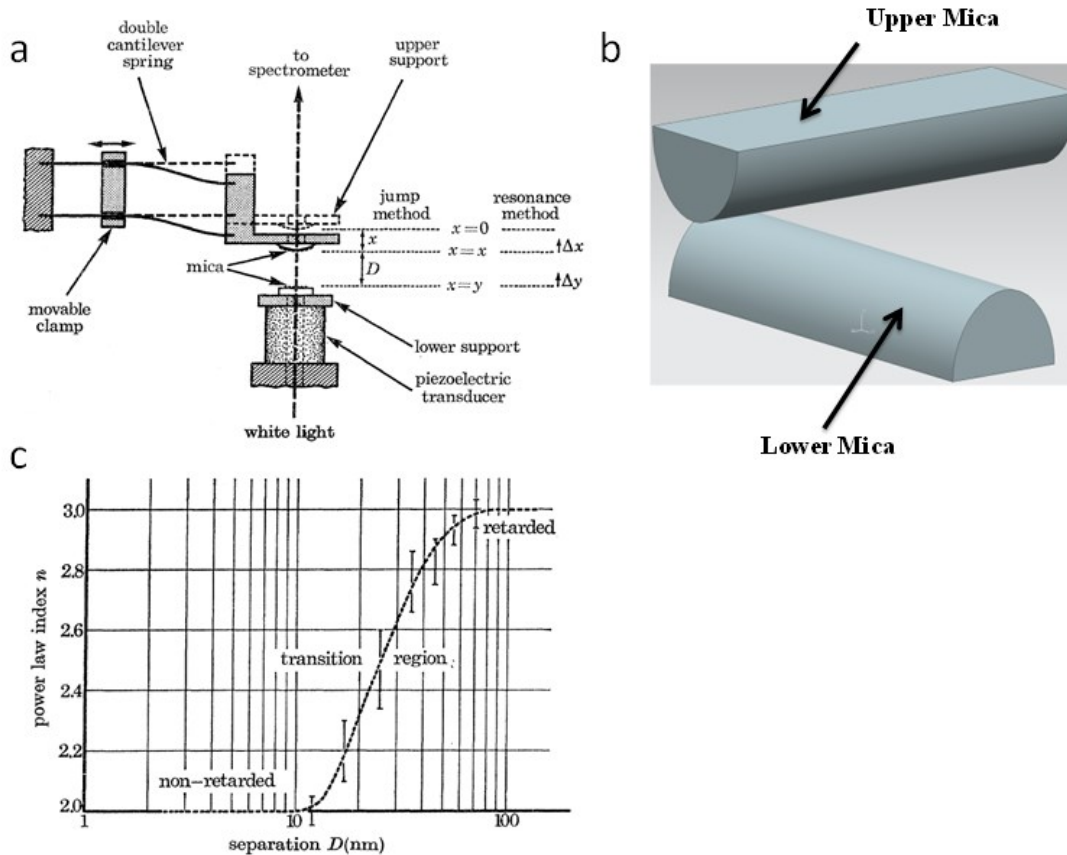 a
double
cantilever
spring
to
spectrometer
upper
support
jump
method
resonance
method
x=0
x
x=x
Δx
mica
D
x=y
Δy
movable
clamp
lower support
piezoelectric
transducer
white light
b
Upper Mica
Lower Mica
c
power law index n
3.0
2.8
2.6
2.4
2.2
2.0
retarded
transition region
non-retarded
1
10
100
separation D(nm)